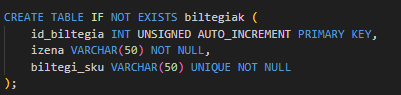 CREATE TABLE IF NOT EXISTS biltegiak (
    id_biltegia INT UNSIGNED AUTO_INCREMENT PRIMARY KEY,
    izena VARCHAR(50) NOT NULL,
    biltegi_sku VARCHAR(50) UNIQUE NOT NULL
);